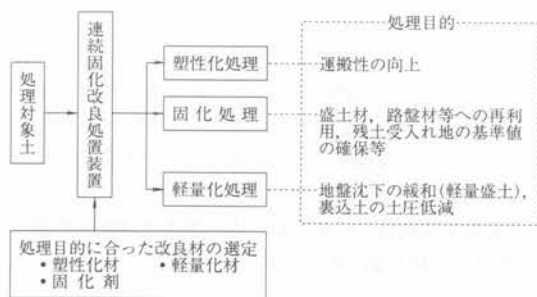 処理目的
処理対象土
連続固化改良処置装置
塑性化処理
運搬性の向上
固化処理
盛土材，路盤材等への再利
用，残土受入れ地の基準値
の確保等
軽量化処理
地盤沈下の緩和(軽量盛土)，
裏込土の土圧低減
処理目的に合った改良材の選定
・塑性化材 ・軽量化材
・固化剤